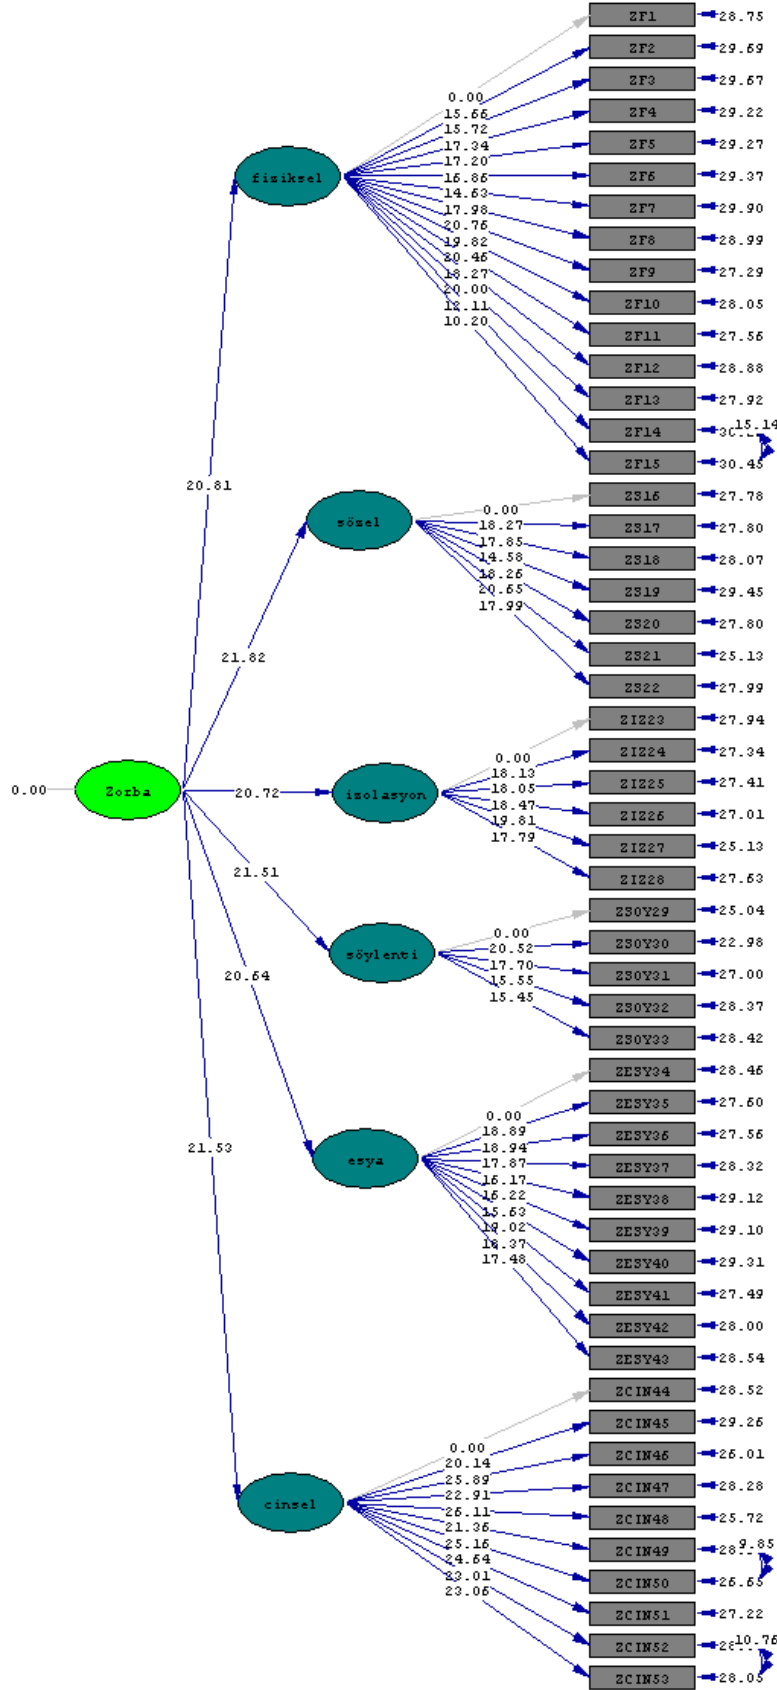 Zorba
0.00
20.81
21.82
20.72
21.51
20.64
21.53
fiziksel
0.00
15.66
15.72
17.34
17.20
16.86
14.63
17.98
20.76
19.82
20.46
18.27
20.00
12.11
10.20
ZF1 28.75
ZF2 29.69
ZF3 29.67
ZF4 29.22
ZF5 29.27
ZF6 29.37
ZF7 29.90
ZF8 28.99
ZF9 27.29
ZF10 28.05
ZF11 27.56
ZF12 28.88
ZF13 27.92
ZF14 15.14
ZF15 30.45
sözel
0.00
18.27
17.85
14.58
18.26
20.65
17.99
ZS16 27.78
ZS17 27.80
ZS18 28.07
ZS19 29.45
ZS20 27.80
ZS21 25.13
ZS22 27.99
izolasyon
0.00
18.13
18.05
18.47
19.81
17.79
ZIZ23 27.94
ZIZ24 27.34
ZIZ25 27.41
ZIZ26 27.01
ZIZ27 25.13
ZIZ28 27.63
söylenti
0.00
20.52
17.70
15.55
15.45
ZSOY29 25.04
ZSOY30 22.98
ZSOY31 27.00
ZSOY32 28.37
ZSOY33 28.42
esya
0.00
18.89
18.94
17.87
16.17
16.22
15.63
19.02
18.37
17.48
ZESY34 28.46
ZESY35 27.60
ZESY36 27.56
ZESY37 28.32
ZESY38 29.12
ZESY39 29.10
ZESY40 29.31
ZESY41 27.49
ZESY42 28.00
ZESY43 28.54
cinsel
0.00
20.14
25.89
22.91
26.11
21.36
25.16
24.64
23.01
23.06
ZCIN44 28.52
ZCIN45 29.26
ZCIN46 26.01
ZCIN47 28.28
ZCIN48 25.72
ZCIN49 9.85
ZCIN50 26.65
ZCIN51 27.22
ZCIN52 10.76
ZCIN53 28.05